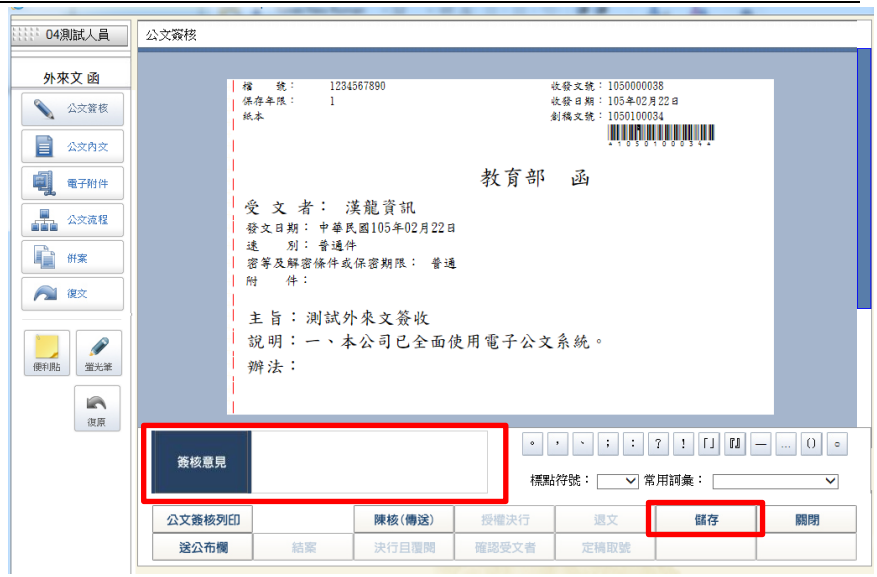 04測試人員
公文簽核
外來文 函
公文簽核
公文內文
電子附件
公文流程
併案
復文
便利貼
螢光筆
復原
檔 號： 1234567890
保存年限： 1
紙本
收發文號：1050000038
收發日期：105年02月22日
創稿文號：1050100034
*1050100034*
教育部 函
受文者： 漢龍資訊
發文日期：中華民國105年02月22日
速 別：普通件
密等及解密條件或保密期限： 普通
附 件：
主旨：測試外來文簽收
說明：一、本公司已全面使用電子公文系統。
辦法：
簽核意見
。 ， 、 ； ： ？ ！ 「」 『』 — … () ○
標點符號： 常用詞彙：
公文簽核列印 陳核(傳送) 授權決行 退文 儲存 關閉
送公布欄 結案 決行目覆閱 確認受文者 定稿取號